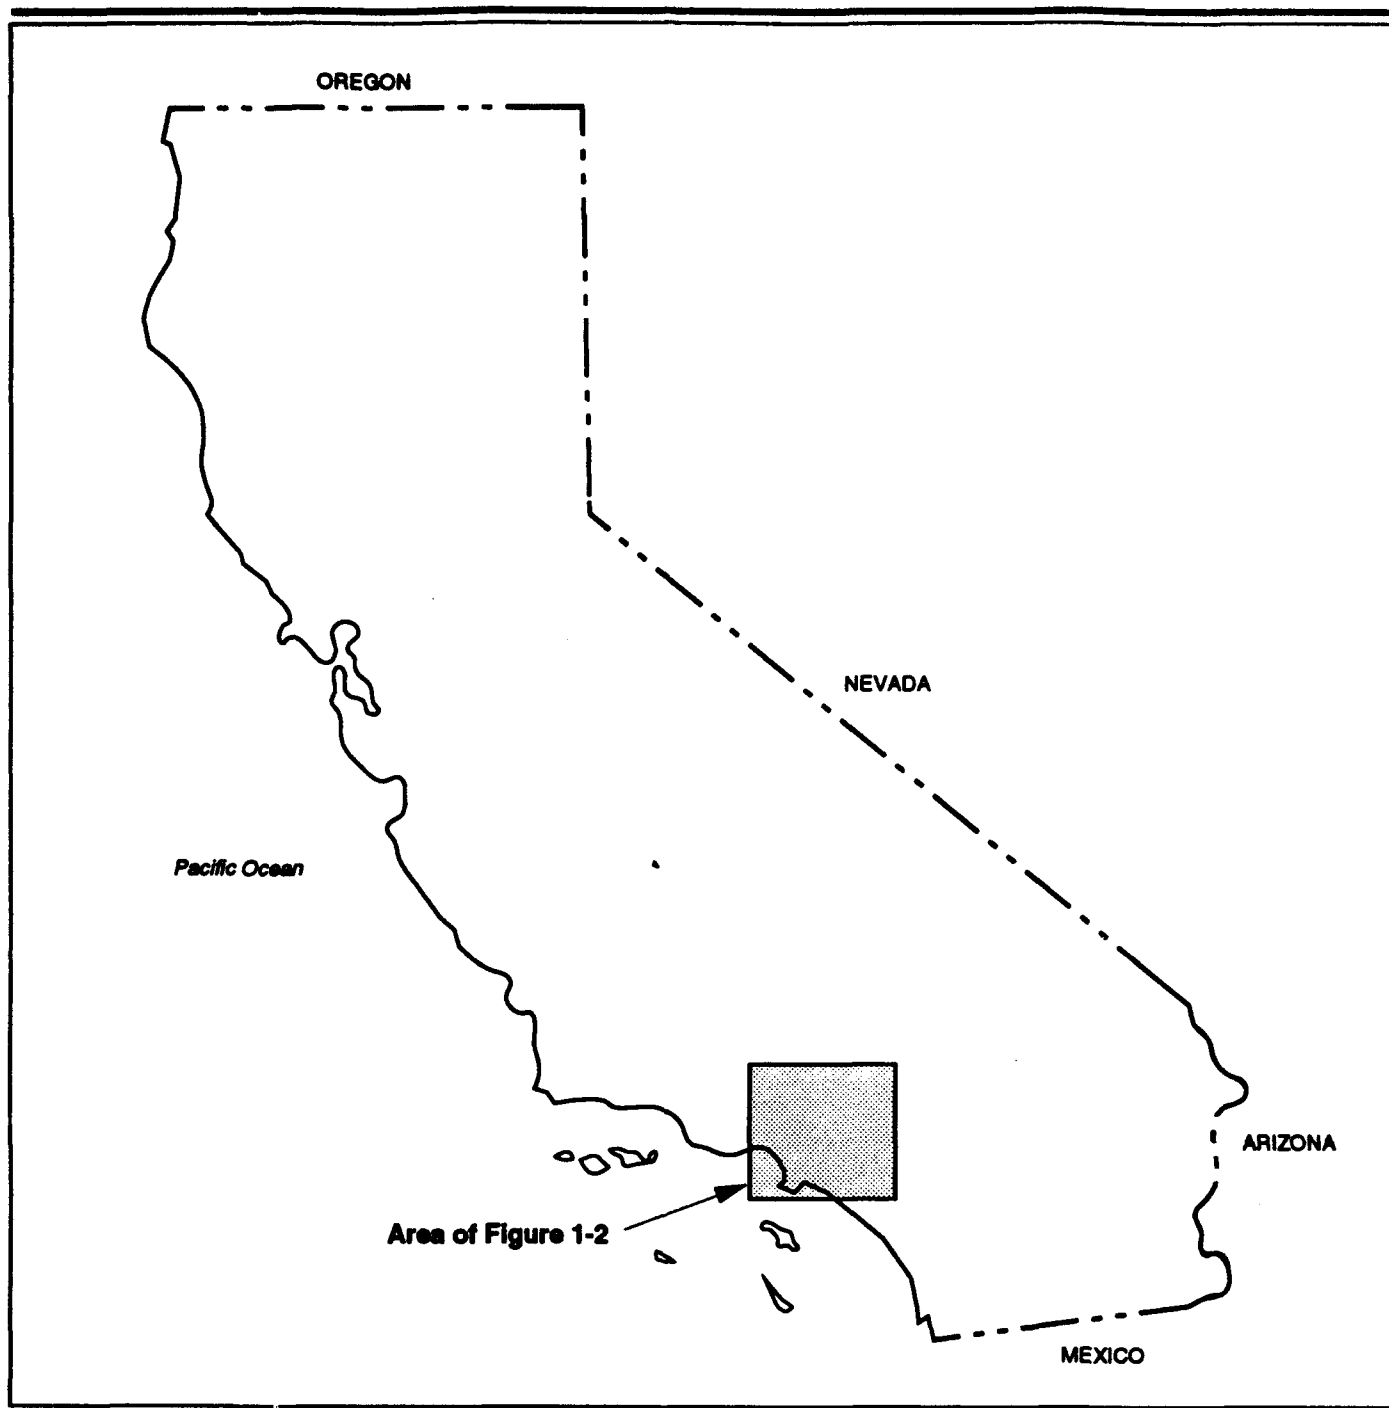 OREGON
NEVADA
Pacific Ocean
ARIZONA
Area of Figure 1-2
MEXICO